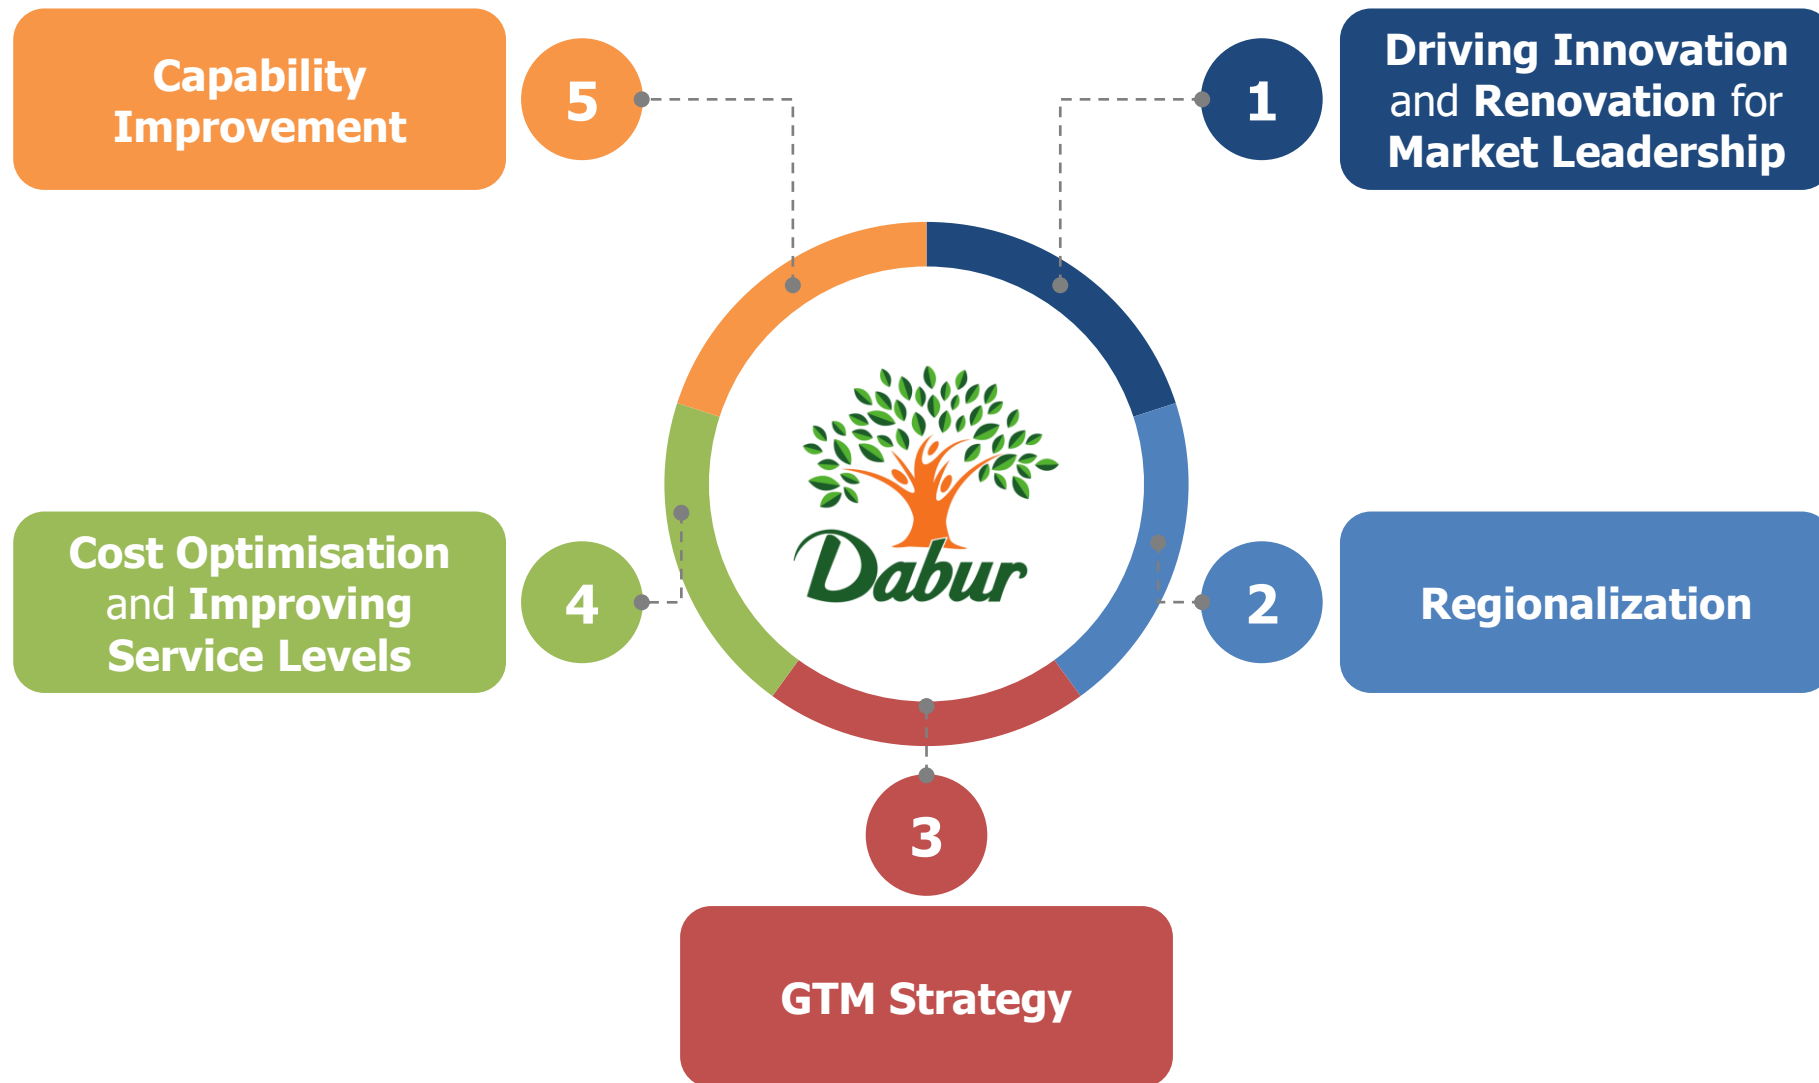 1
Driving Innovation
and Renovation for
Market Leadership
2
Regionalization
3
GTM Strategy
4
Cost Optimisation
and Improving
Service Levels
5
Capability
Improvement
Dabur